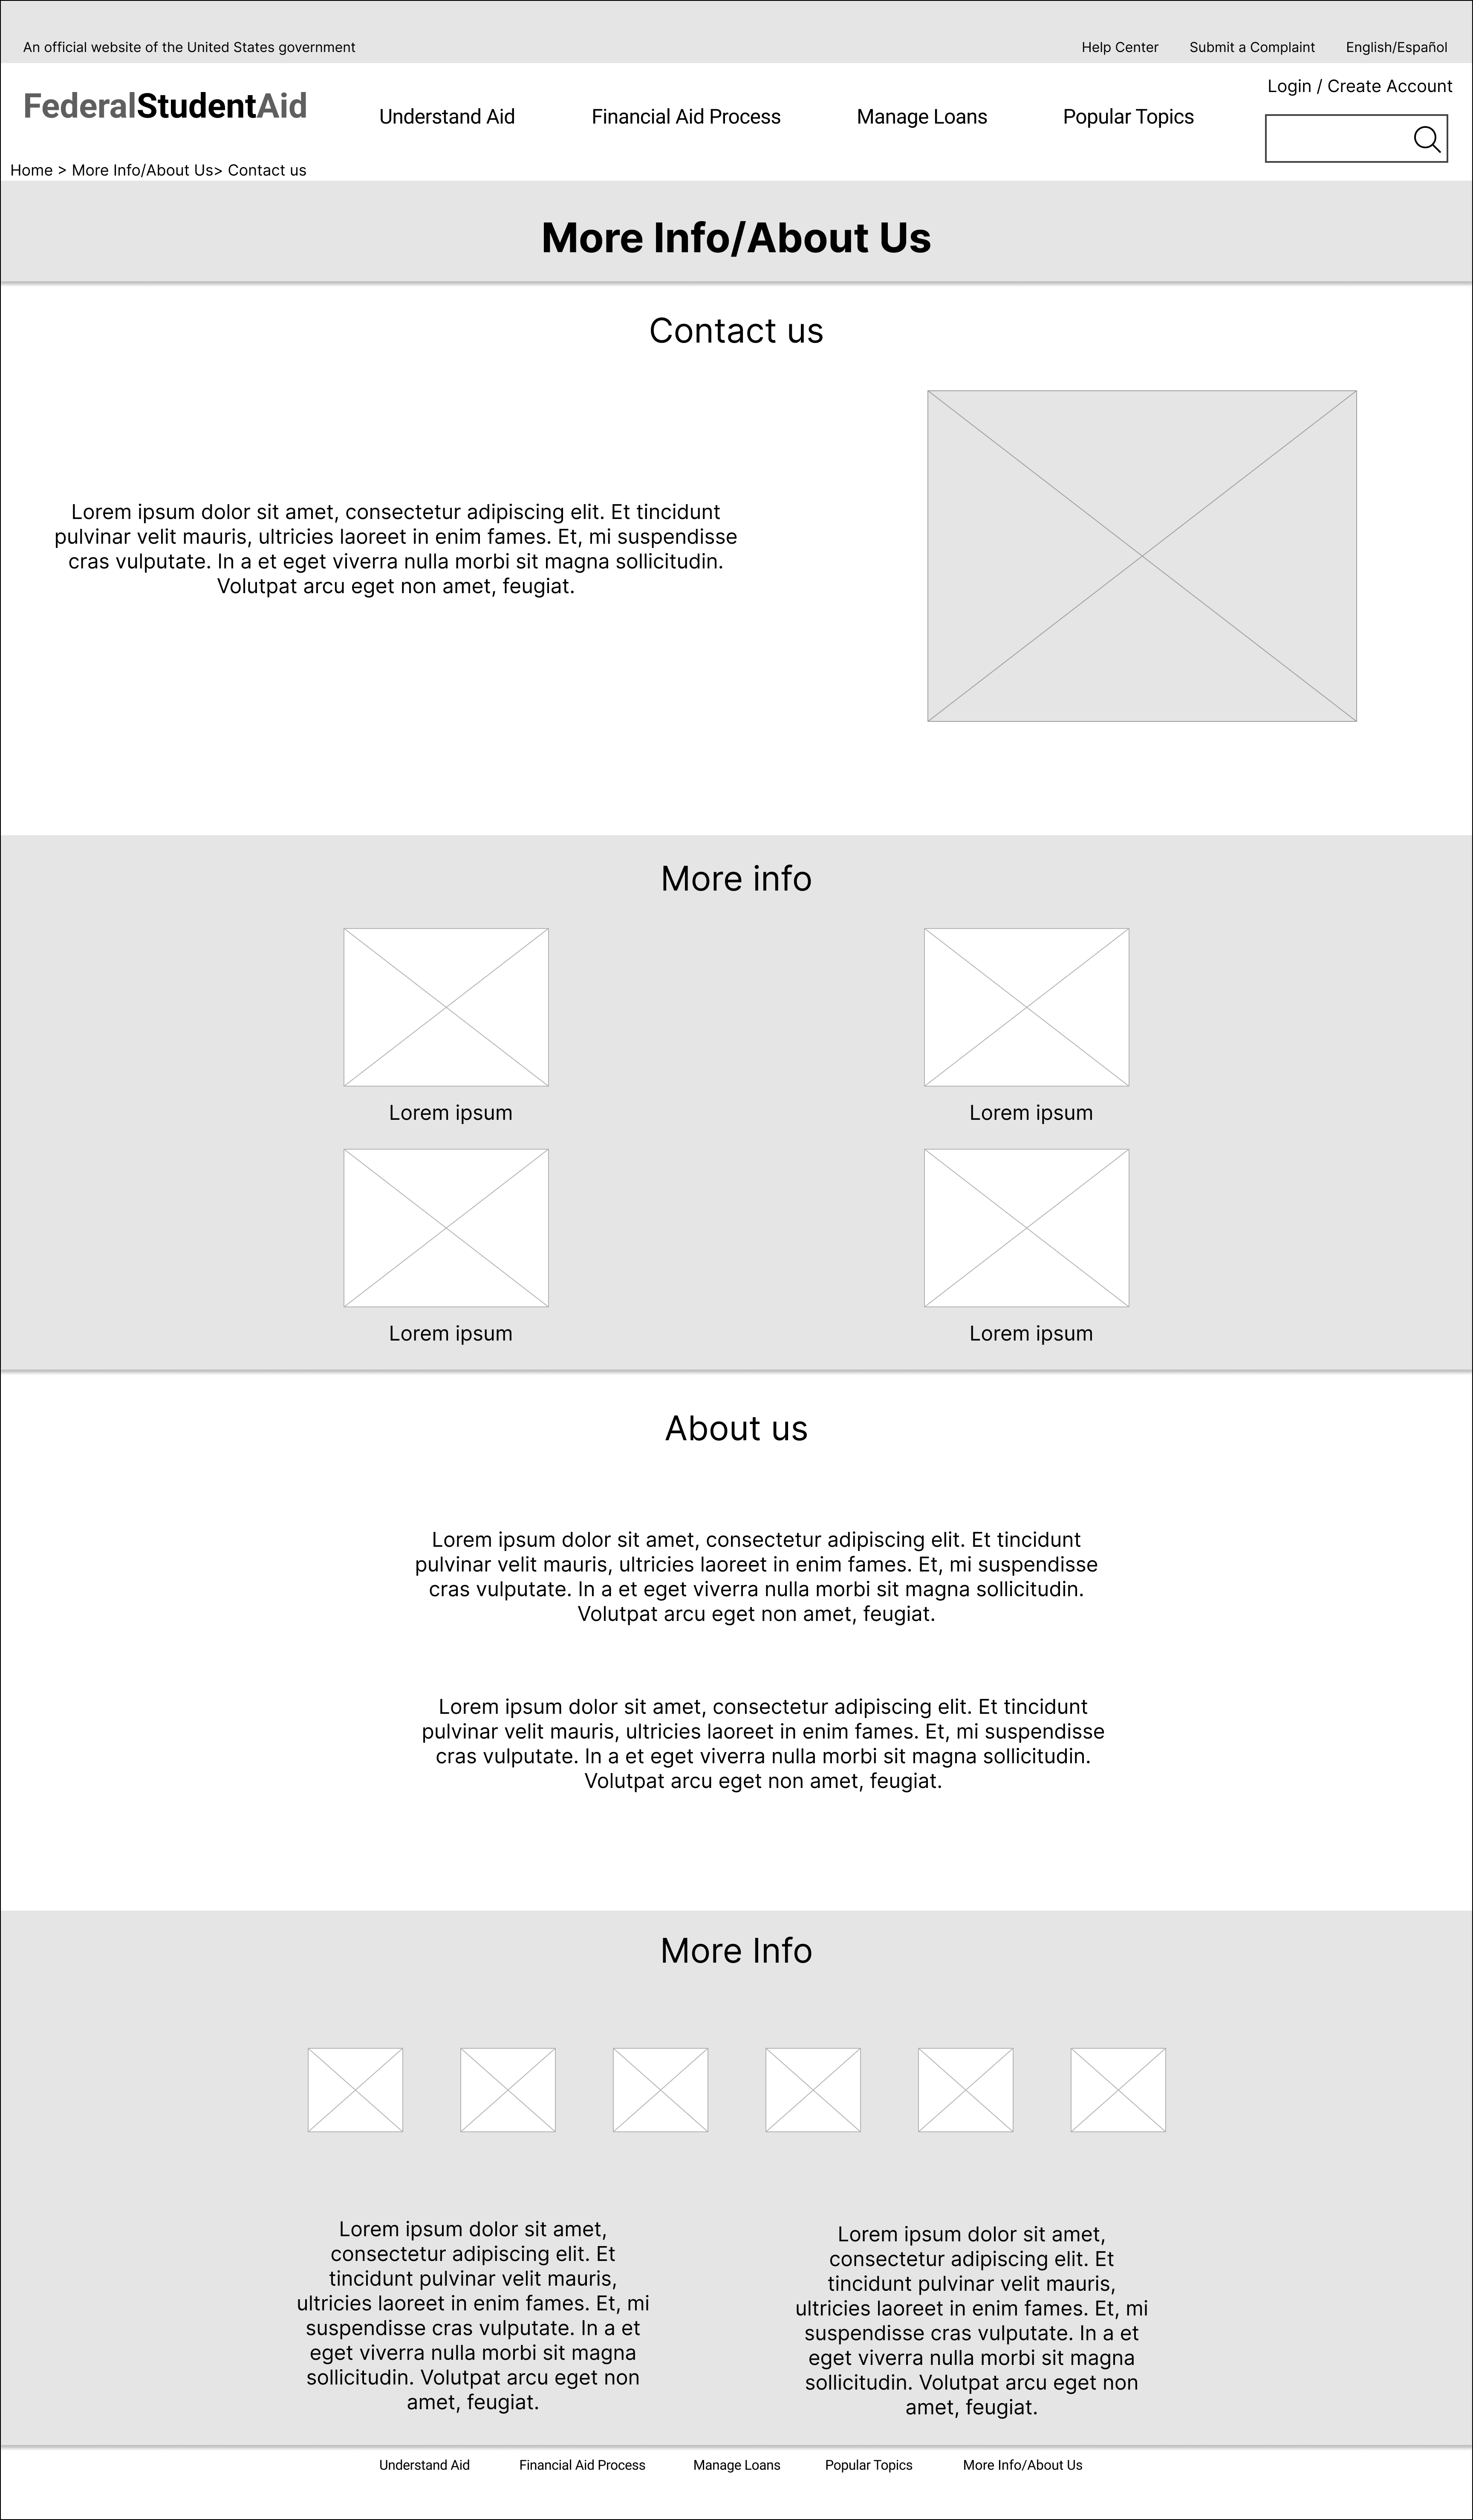 An official website of the United States government
Help Center
Submit a Complaint
English/Español
Login / Create Account
FederalStudentAid
Understand Aid
Financial Aid Process
Manage Loans
Popular Topics
Home > More Info/About Us> Contact us
More Info/About Us
Contact us
Lorem ipsum dolor sit amet, consectetur adipiscing elit. Et tincidunt
pulvinar velit mauris, ultricies laoreet in enim fames. Et, mi suspendisse
cras vulputate. In a et eget viverra nulla morbi sit magna sollicitudin.
Volutpat arcu eget non amet, feugiat.
More info
Lorem ipsum
Lorem ipsum
Lorem ipsum
Lorem ipsum
About us
Lorem ipsum dolor sit amet, consectetur adipiscing elit. Et tincidunt
pulvinar velit mauris, ultricies laoreet in enim fames. Et, mi suspendisse
cras vulputate. In a et eget viverra nulla morbi sit magna sollicitudin.
Volutpat arcu eget non amet, feugiat.
Lorem ipsum dolor sit amet, consectetur adipiscing elit. Et tincidunt
pulvinar velit mauris, ultricies laoreet in enim fames. Et, mi suspendisse
cras vulputate. In a et eget viverra nulla morbi sit magna sollicitudin.
Volutpat arcu eget non amet, feugiat.
More Info
Lorem ipsum dolor sit amet,
consectetur adipiscing elit. Et
tincidunt pulvinar velit mauris,
ultricies laoreet in enim fames. Et, mi
suspendisse cras vulputate. In a et
eget viverra nulla morbi sit magna
sollicitudin. Volutpat arcu eget non
amet, feugiat.
Lorem ipsum dolor sit amet,
consectetur adipiscing elit. Et
tincidunt pulvinar velit mauris,
ultricies laoreet in enim fames. Et, mi
suspendisse cras vulputate. In a et
eget viverra nulla morbi sit magna
sollicitudin. Volutpat arcu eget non
amet, feugiat.
Understand Aid
Financial Aid Process
Manage Loans
Popular Topics
More Info/About Us